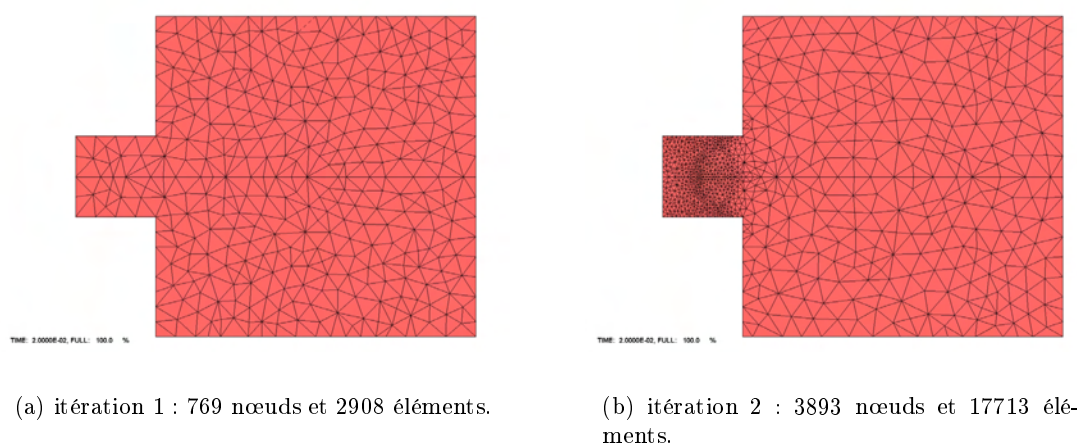 TIME: 2.0000E-02, FULL: 100.0 %
TIME: 2.0000E-02, FULL: 100.0 %
(a) itération 1 : 769 nœuds et 2908 éléments.
(b) itération 2 : 3893 nœuds et 17713 élé-
ments.